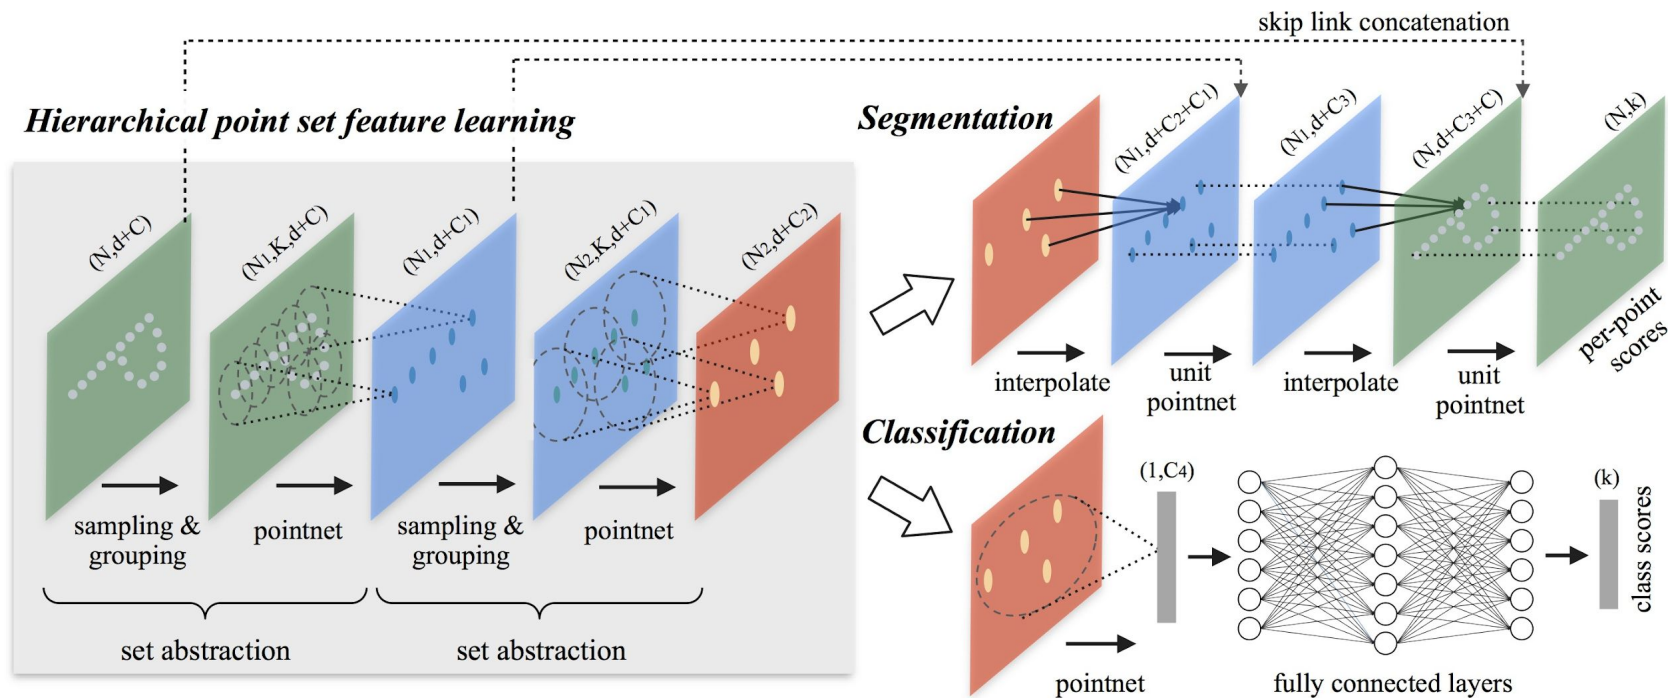 skip link concatenation
Hierarchical point set feature learning
(N,d+C)
(N1,K,d+C)
(N1,d+C1)
(N2,K,d+C1)
(N2,d+C2)
sampling &
grouping
pointnet
sampling &
grouping
pointnet
set abstraction
set abstraction
Segmentation
(N1,d+C2+C1)
(N1,d+C3)
(N,d+C3+C)
(N,k)
per-point
scores
interpolate
unit
pointnet
interpolate
unit
pointnet
Classification
(1,C4)
(k)
class scores
pointnet
fully connected layers